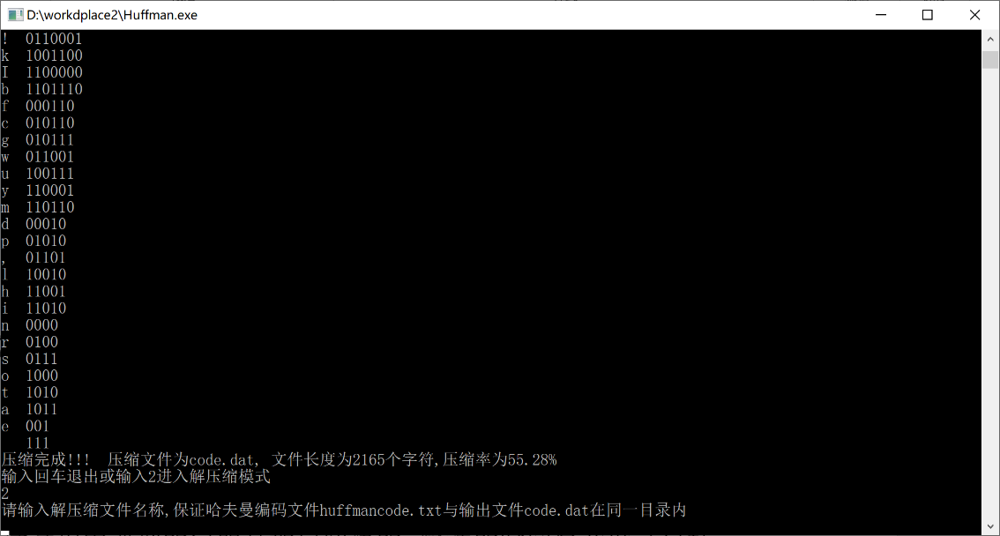 D:\workdplace2\Huffman.exe
! 0110001
k 1001100
I 1100000
b 1101110
f 000110
c 010110
g 010111
w 011001
u 100111
y 110001
m 110110
d 00010
p 01010
, 01101
l 10010
h 11001
i 11010
n 0000
r 0100
s 0111
o 1000
t 1010
a 1011
e 001
  111
压缩完成!!! 压缩文件为code.dat, 文件长度为2165个字符,压缩率为55.28%
输入回车退出或输入2进入解压缩模式
2
请输入解压缩文件名称,保证哈夫曼编码文件huffmancode.txt与输出文件code.dat在同一目录内